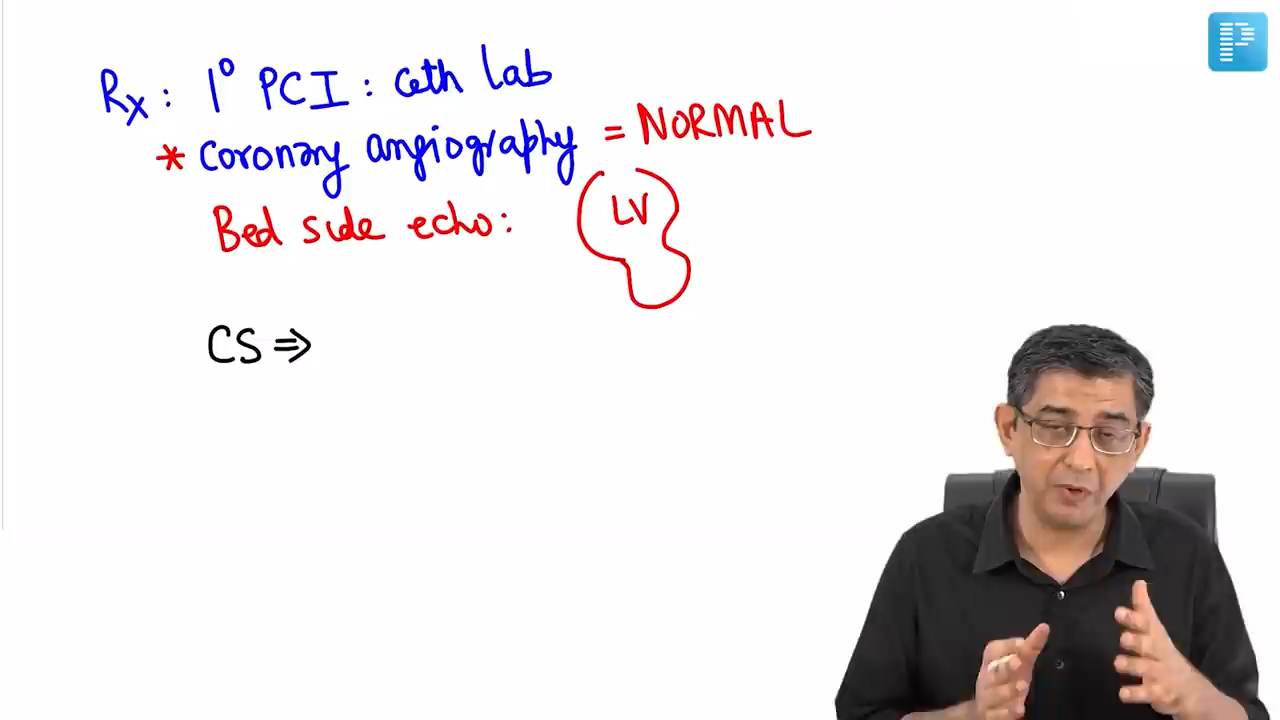 Rx : 1° PCI : cath lab
* Coronary angiography = NORMAL
Bed side echo : LV
CS ⇒